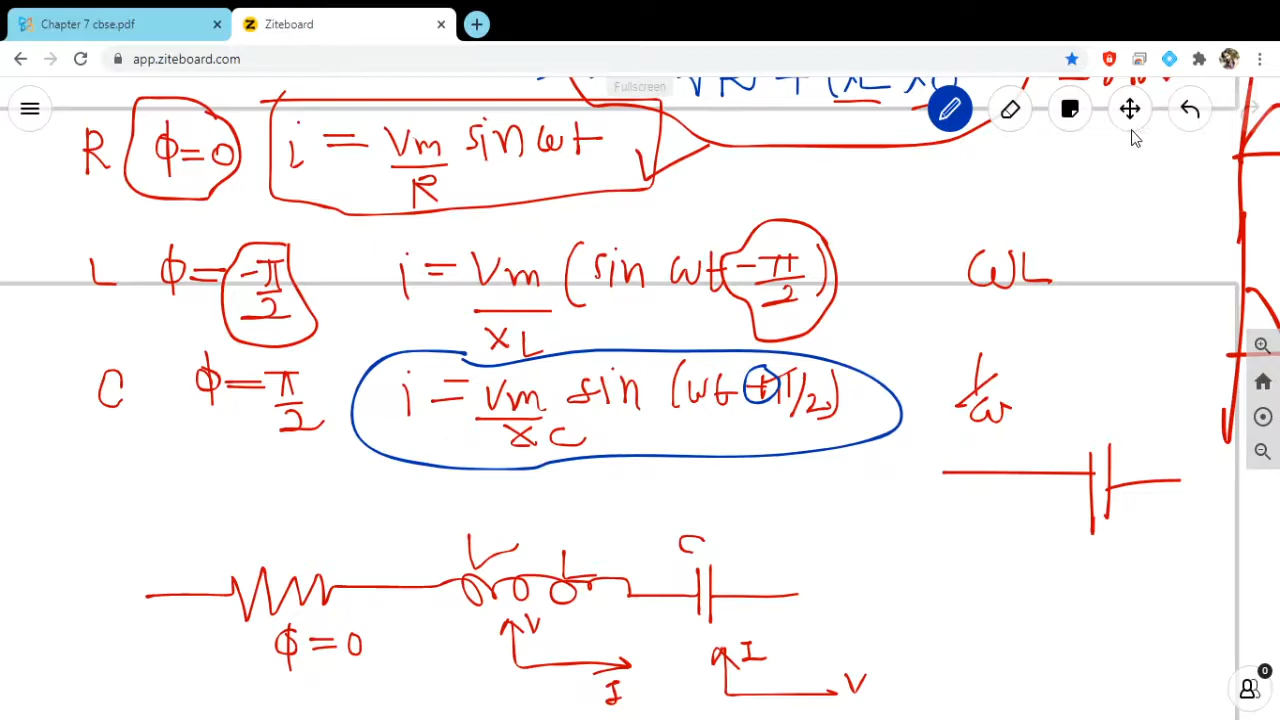 Chapter 7 cbse.pdf
Ziteboard
app.ziteboard.com
Fullscreen
R ϕ=0 i = Vm/R sin ωt
L ϕ= -π/2 i = Vm/XL (sin ωt -π/2) ωL
C ϕ= π/2 i = Vm/XC sin (ωt +π/2)
L C
V
ϕ = 0
I
I V
0